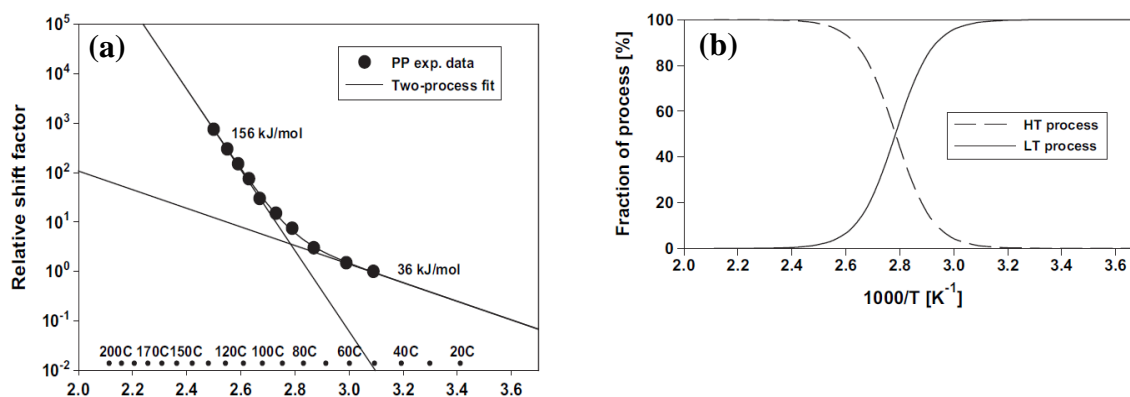 (a)
Relative shift factor
10^5
10^4
10^3
10^2
10^1
10^0
10^-1
10^-2
PP exp. data
Two-process fit
156 kJ/mol
36 kJ/mol
200C 170C 150C 120C 100C 80C 60C 40C 20C
2.0 2.2 2.4 2.6 2.8 3.0 3.2 3.4 3.6
(b)
Fraction of process [%]
100
80
60
40
20
0
HT process
LT process
2.0 2.2 2.4 2.6 2.8 3.0 3.2 3.4 3.6
1000/T [K^-1]